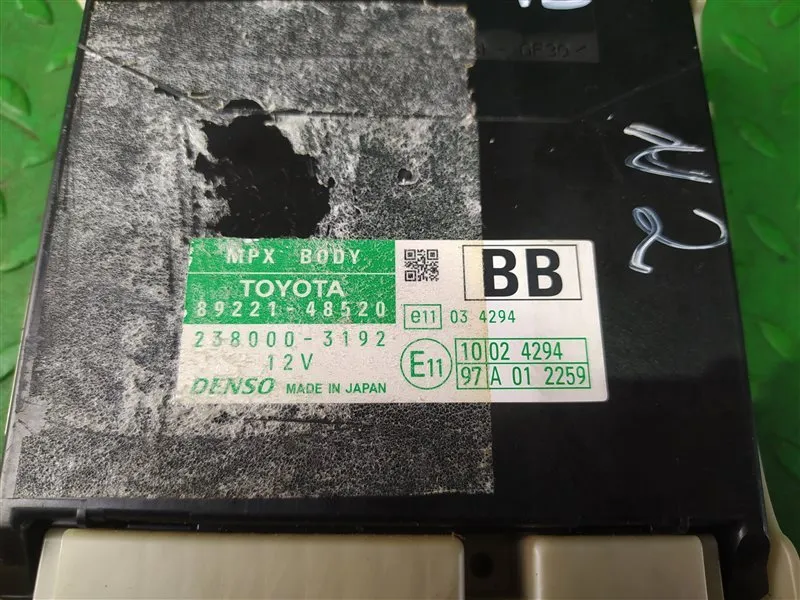 MPX BODY
TOYOTA
89221-48520
238000-3192
12V
DENSO MADE IN JAPAN
BB
e11 03 4294
E11
10 02 4294
97 A 01 2259
N2